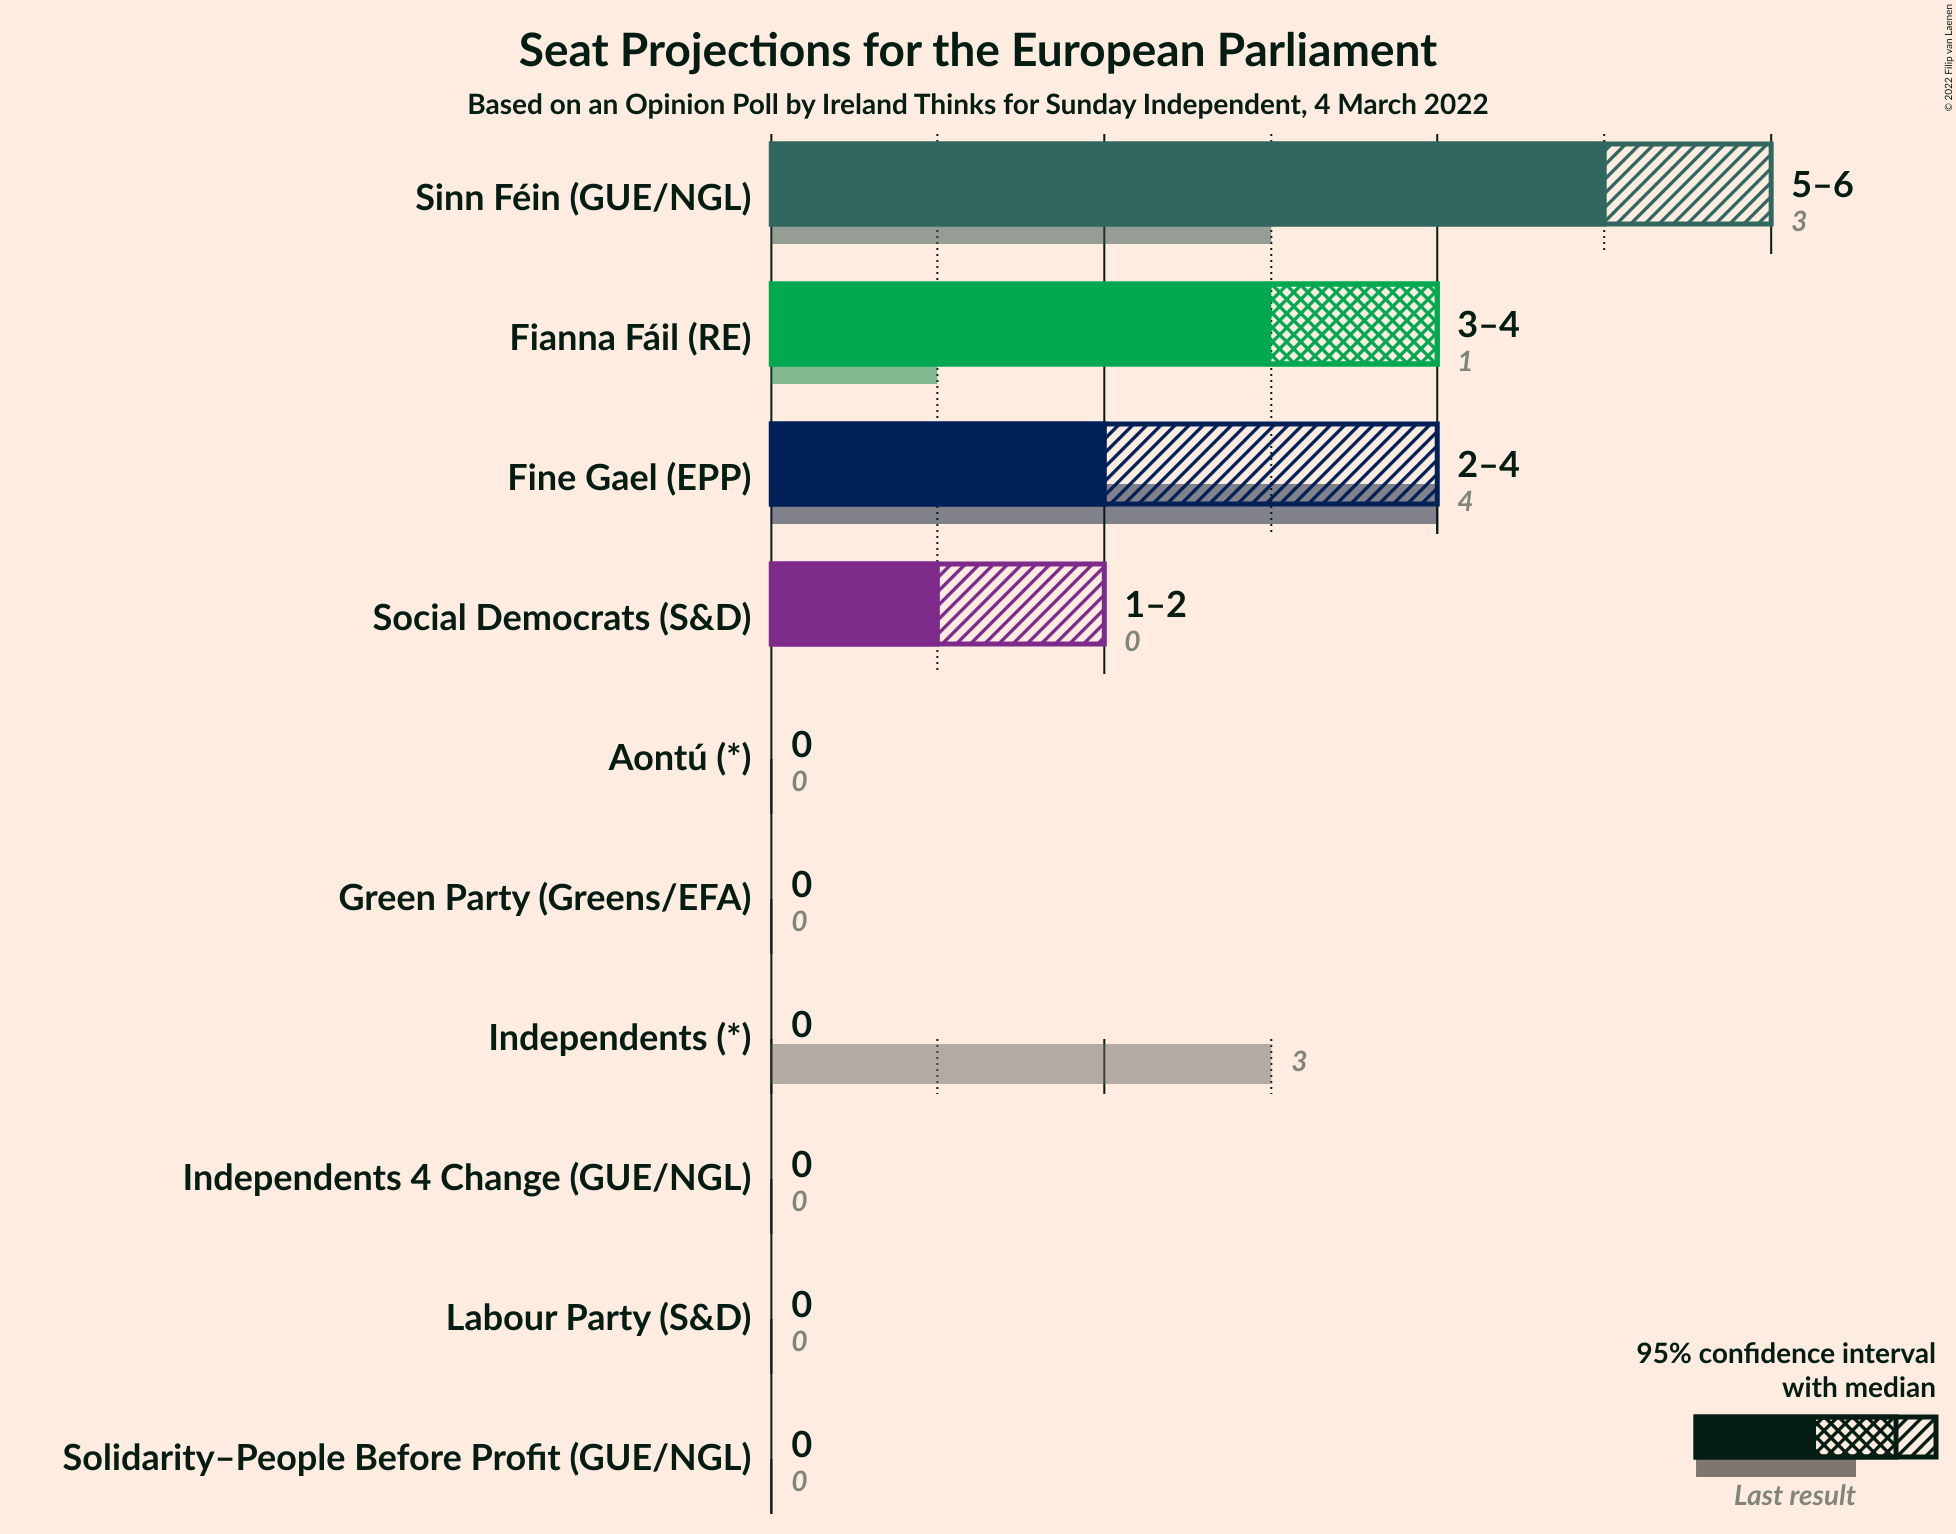 Seat Projections for the European Parliament
Based on an Opinion Poll by Ireland Thinks for Sunday Independent, 4 March 2022
© 2022 Filip van Laenen
Sinn Féin (GUE/NGL)
5–6
3
Fianna Fáil (RE)
3–4
1
Fine Gael (EPP)
2–4
4
Social Democrats (S&D)
1–2
0
Aontú (*)
0
0
Green Party (Greens/EFA)
0
0
Independents (*)
0
3
Independents 4 Change (GUE/NGL)
0
0
Labour Party (S&D)
0
0
Solidarity–People Before Profit (GUE/NGL)
0
0
95% confidence interval
with median
Last result